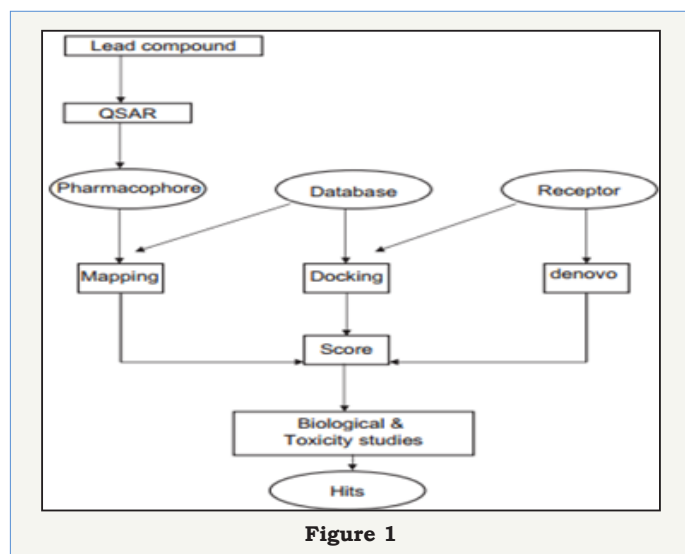 Lead compound
QSAR
Pharmacophore
Database
Receptor
Mapping
Docking
denovo
Score
Biological &
Toxicity studies
Hits
Figure 1